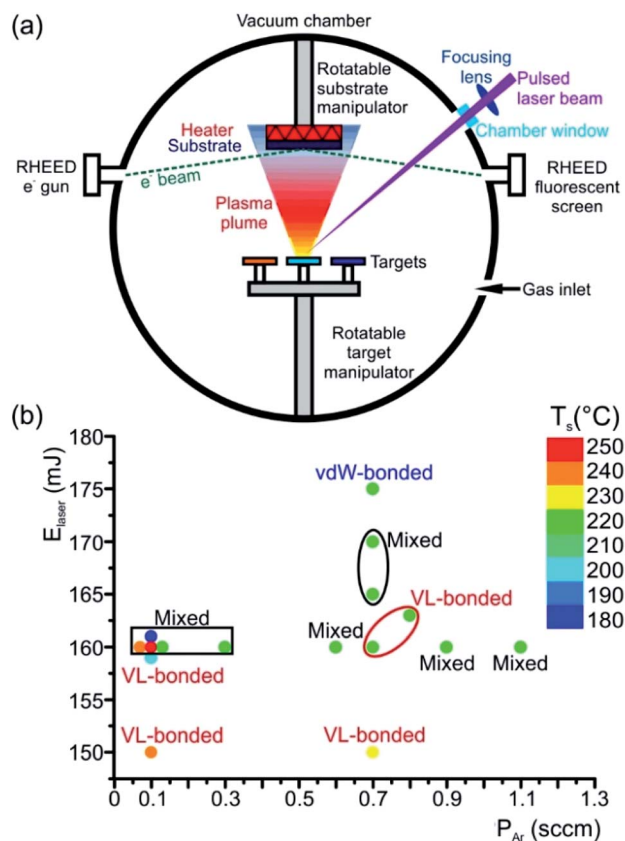 (a)
Vacuum chamber
Rotatable
substrate
manipulator
Focusing
lens
Pulsed
laser beam
Chamber window
Heater
Substrate
RHEED
e⁻ gun
e⁻ beam
RHEED
fluorescent
screen
Plasma
plume
Targets
Gas inlet
Rotatable
target
manipulator
(b)
T_s(°C)
250
240
230
220
210
200
190
180
E_laser (mJ)
180
175
170
165
160
155
150
vdW-bonded
Mixed
VL-bonded
Mixed
Mixed
Mixed
Mixed
VL-bonded
VL-bonded
VL-bonded
0
0.1
0.3
0.5
0.7
0.9
1.1
1.3
P_Ar (sccm)